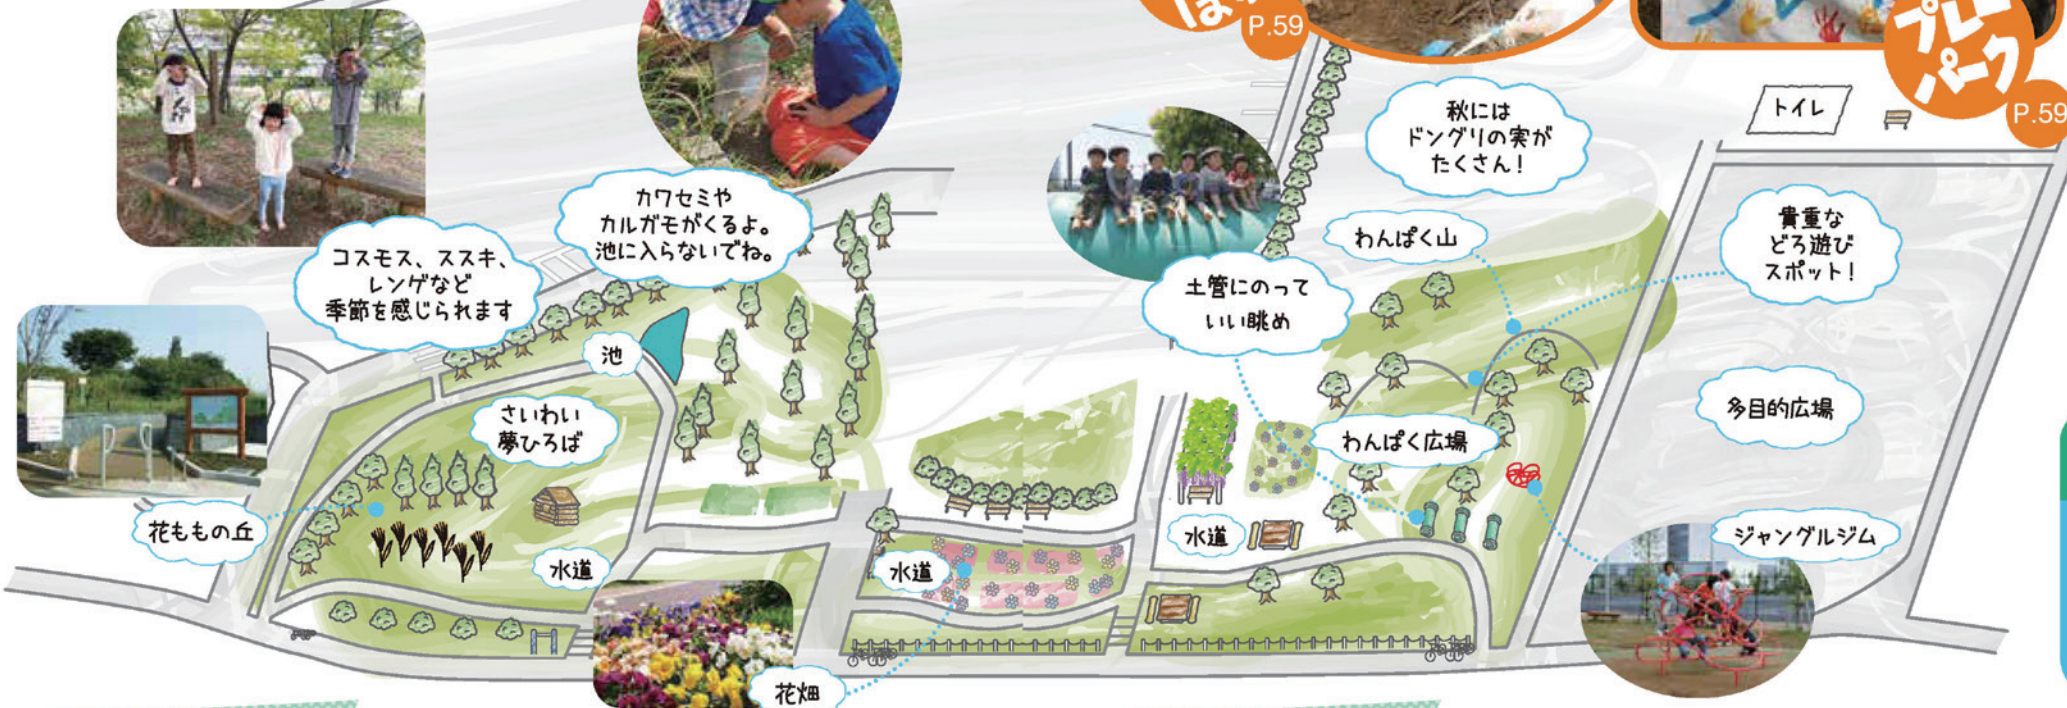 P.59
プレー
パーク
P.59
トイレ
秋には
ドングリの実が
たくさん!
カワセミや
カルガモがくるよ。
池に入らないでね。
わんぱく山
貴重な
どろ遊び
スポット!
コスモス、ススキ、
レンゲなど
季節を感じられます
土管にのって
いい眺め
池
さいわい
夢ひろば
わんぱく広場
多目的広場
花ももの丘
水道
水道
水道
ジャングルジム
花畑